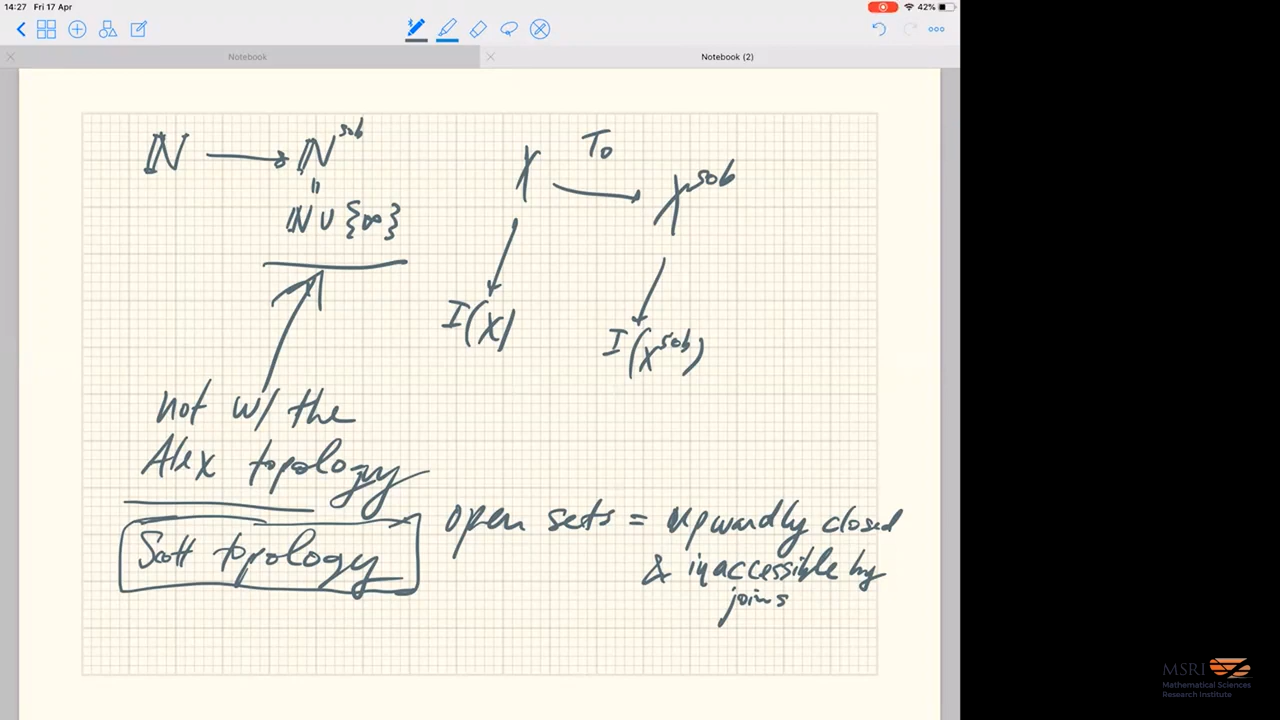 14:27 Fri 17 Apr
42%
Notebook
Notebook (2)
ℕ → ℕ^sob
=
ℕ ∪ {∞}
X T₀ → X^sob
I(X)
I(X^sob)
not w/ the
Alex topology
Scott topology
open sets = upwardly closed
& inaccessible by
joins
MSRI
Mathematical Sciences
Research Institute